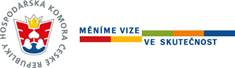 HOSPODÁŘSKÁ KOMORA ČESKÉ REPUBLIKY
MĚNÍME VIZE
VE SKUTEČNOST